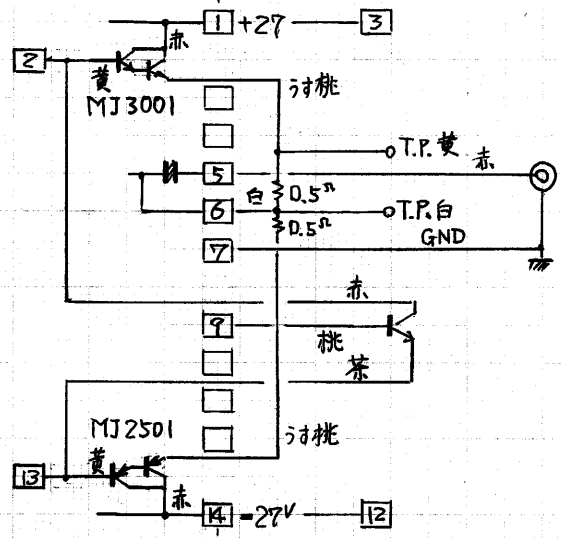 1 +27 3
赤
2
黄
MJ3001
うす桃
T.P. 黄
赤
5
白 0.5Ω
6 T.P. 白
0.5Ω
GND
7
赤
9
桃
茶
MJ2501
うす桃
黄
13
赤
14 -27V 12